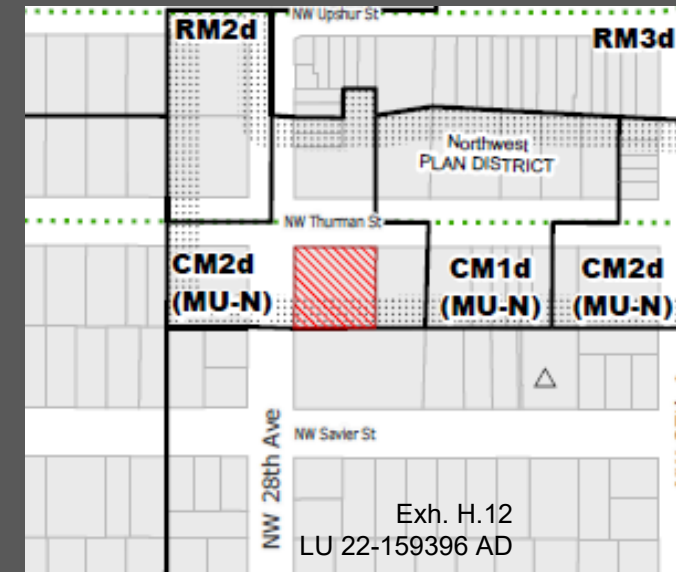 NW Upshur St
RM2d
RM3d
Northwest
PLAN DISTRICT
NW Thurman St
CM2d
(MU-N)
CM1d
(MU-N)
CM2d
(MU-N)
NW 28th Ave
NW Savier St
Exh. H.12
LU 22-159396 AD